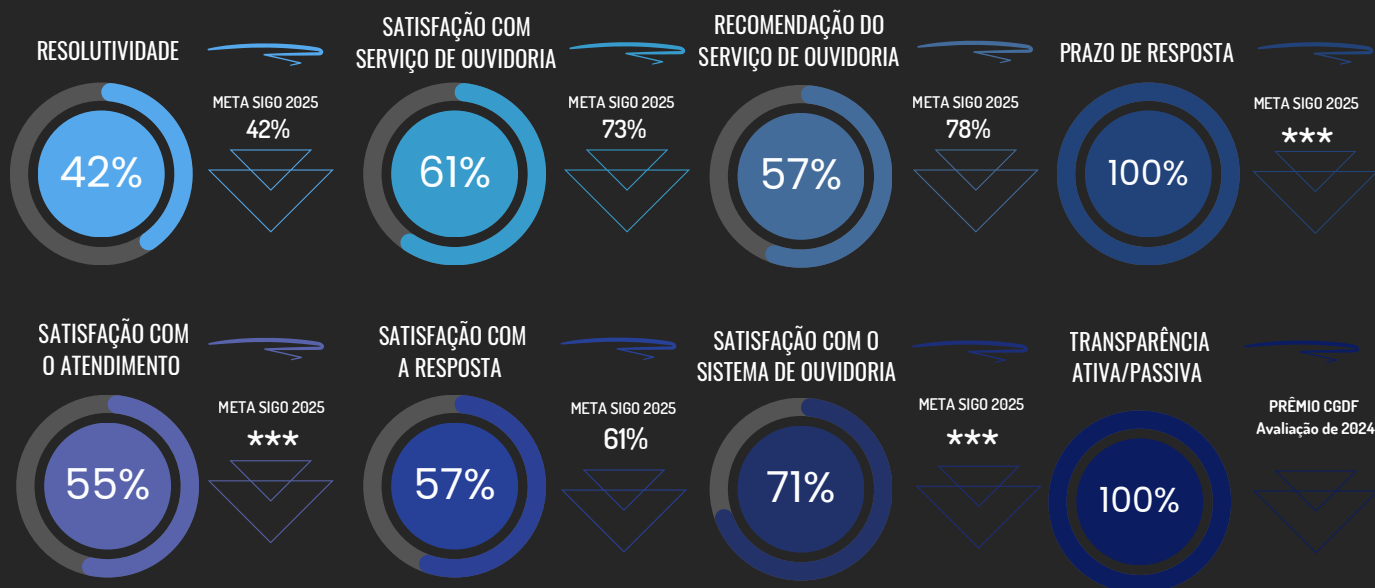 RESOLUTIVIDADE
META SIGO 2025
42%
42%
SATISFAÇÃO COM
SERVIÇO DE OUVIDORIA
META SIGO 2025
73%
61%
RECOMENDAÇÃO DO
SERVIÇO DE OUVIDORIA
META SIGO 2025
78%
57%
PRAZO DE RESPOSTA
META SIGO 2025
***
100%
SATISFAÇÃO COM
O ATENDIMENTO
META SIGO 2025
***
55%
SATISFAÇÃO COM
A RESPOSTA
META SIGO 2025
61%
57%
SATISFAÇÃO COM O
SISTEMA DE OUVIDORIA
META SIGO 2025
***
71%
TRANSPARÊNCIA
ATIVA/PASSIVA
PRÊMIO CGDF
Avaliação de 2024
100%